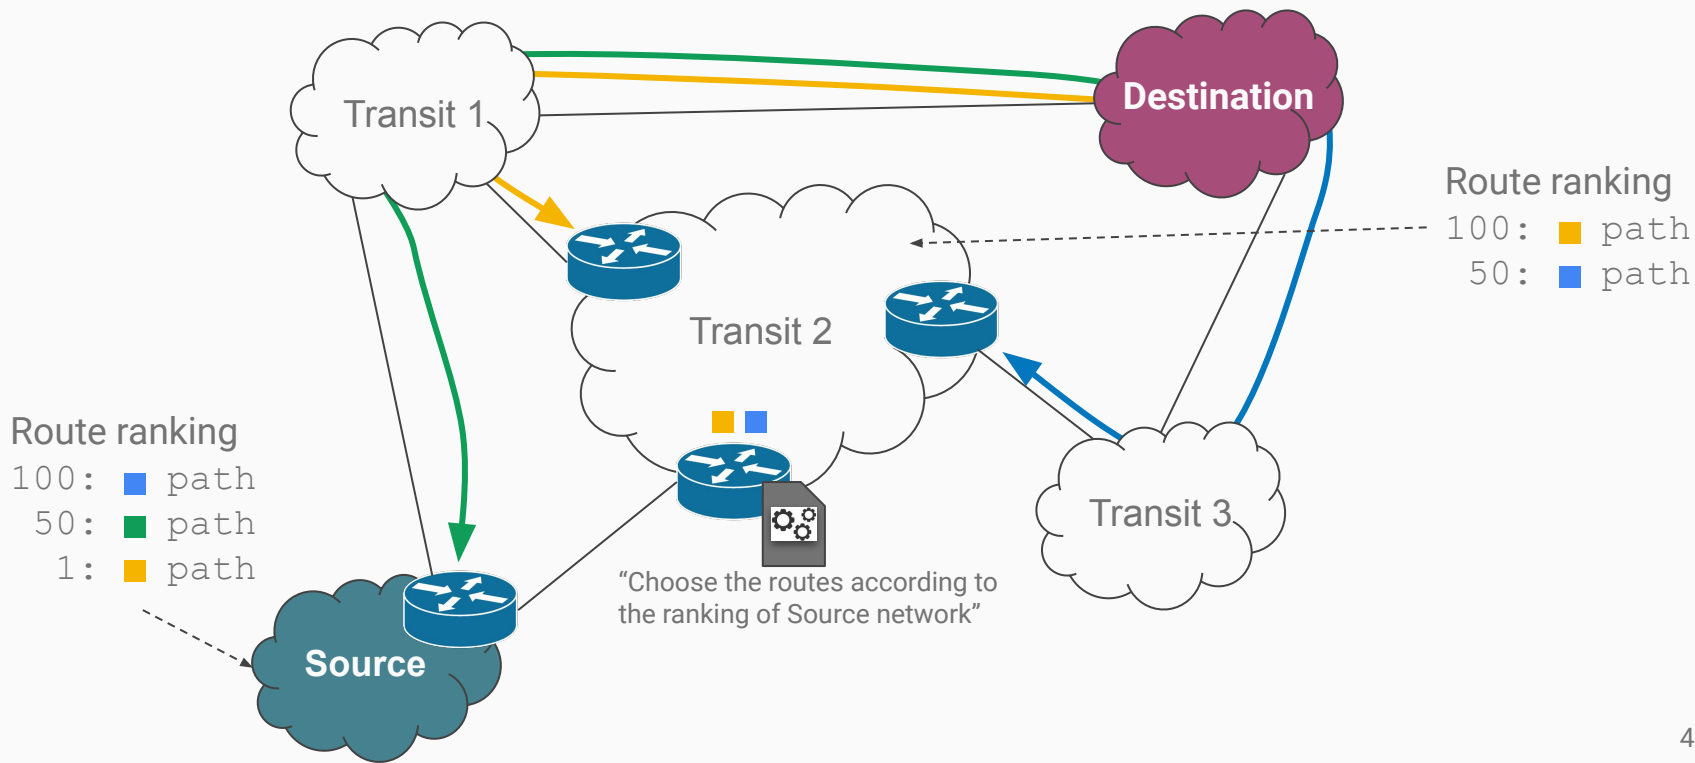 Transit 1
Destination
Route ranking
100: path
50: path
Transit 2
Route ranking
100: path
50: path
1: path
Transit 3
“Choose the routes according to
the ranking of Source network”
Source
4